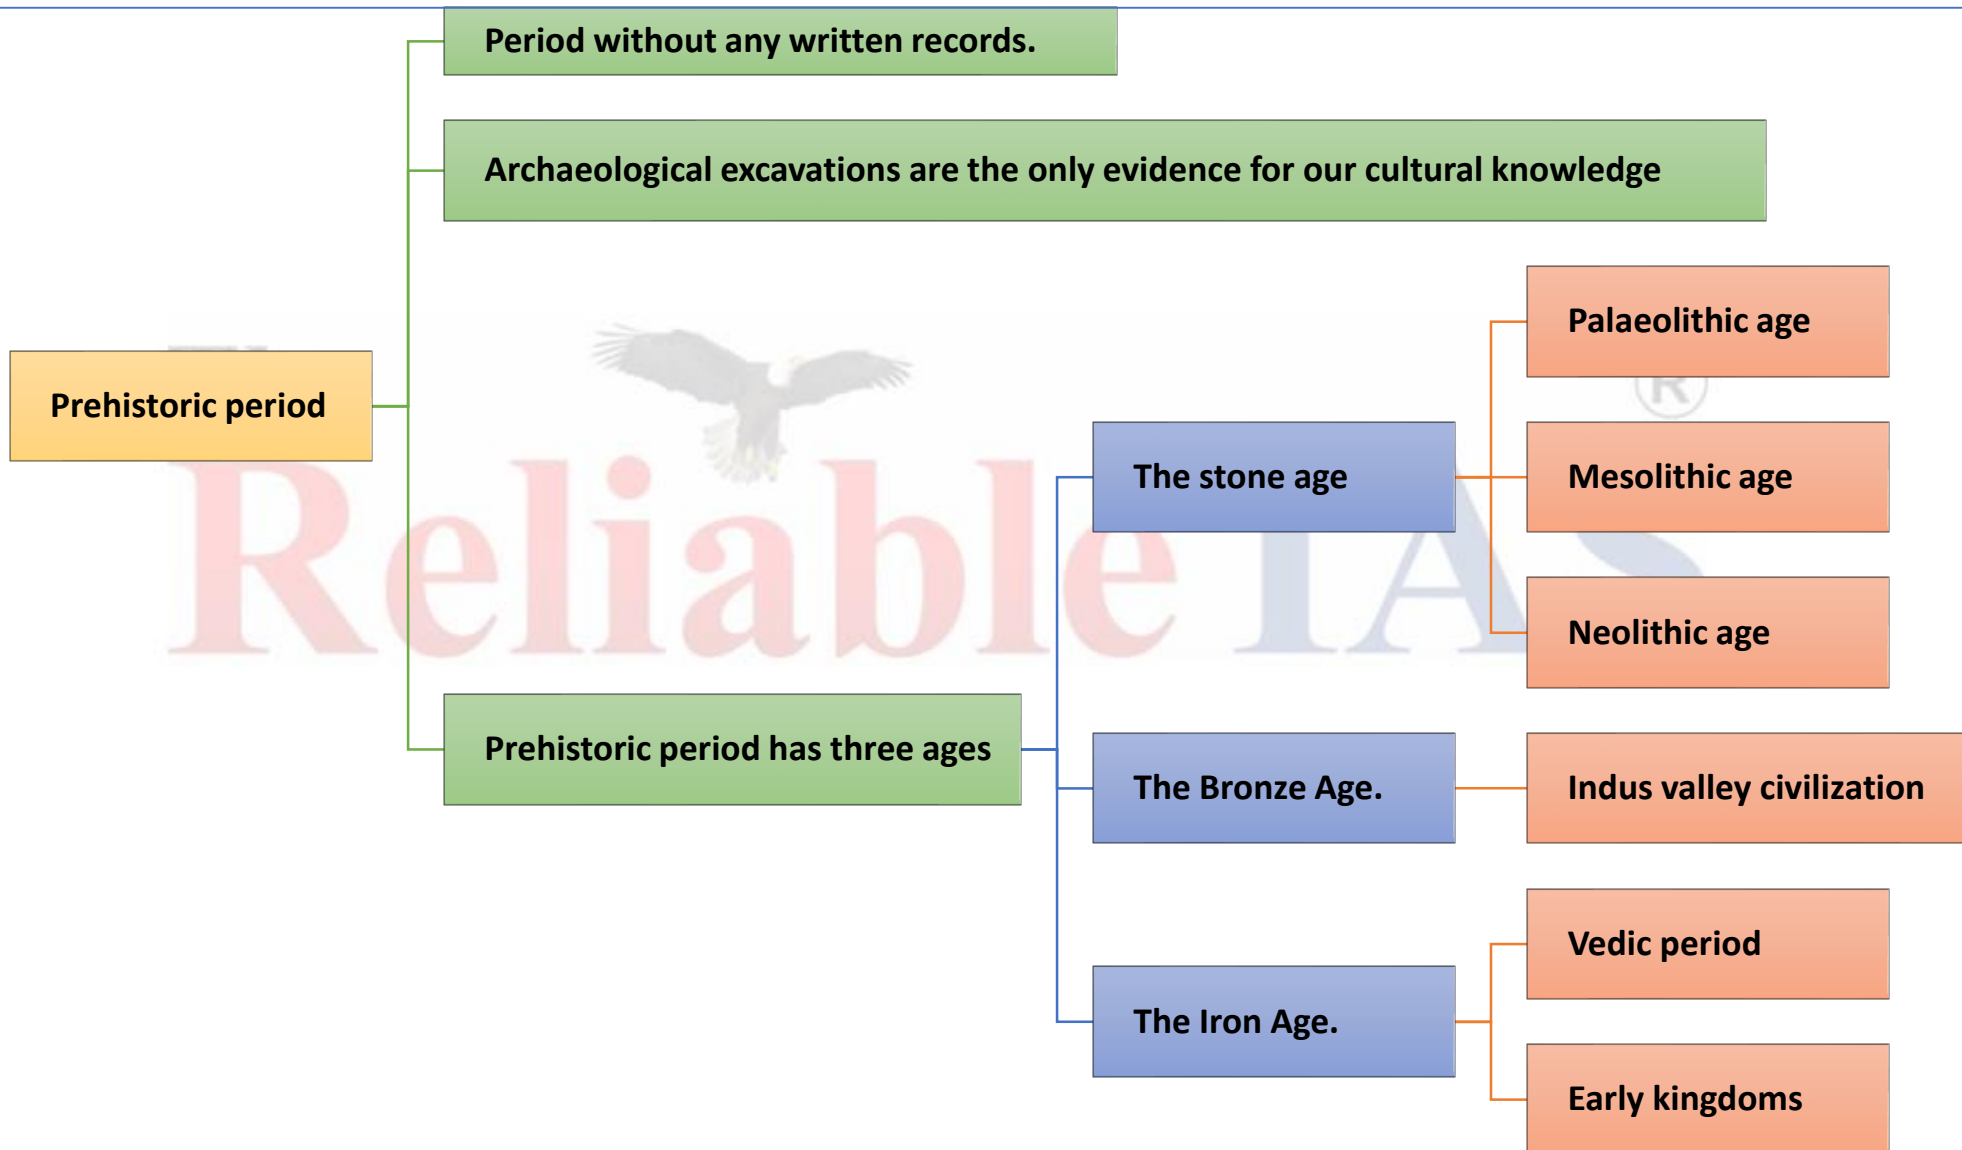 Period without any written records.
Archaeological excavations are the only evidence for our cultural knowledge
Prehistoric period
Prehistoric period has three ages
The stone age
Palaeolithic age
Mesolithic age
Neolithic age
The Bronze Age.
Indus valley civilization
The Iron Age.
Vedic period
Early kingdoms
Reliable IAS
®